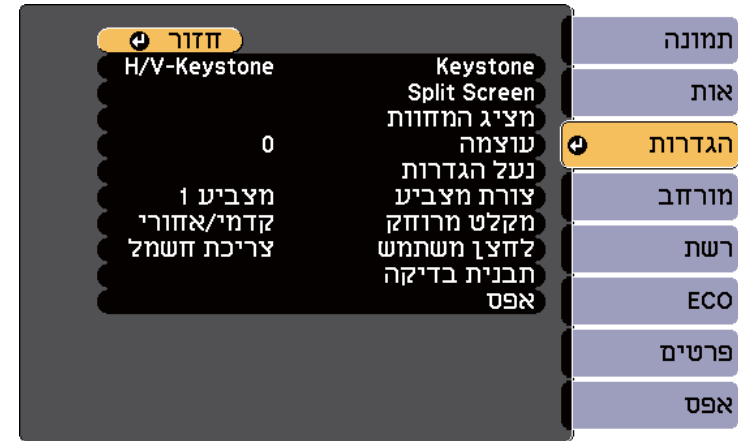 חזור
Keystone H/V-Keystone
Split Screen
מציג המחוות
עוצמה 0
נעל הגדרות
צורת מצביע מצביע 1
מקלט מרוחק קדמי/אחורי
לחצן משתמש צריכת חשמל
תבנית בדיקה
אפס
תמונה
אות
הגדרות
מורחב
רשת
ECO
פרטים
אפס